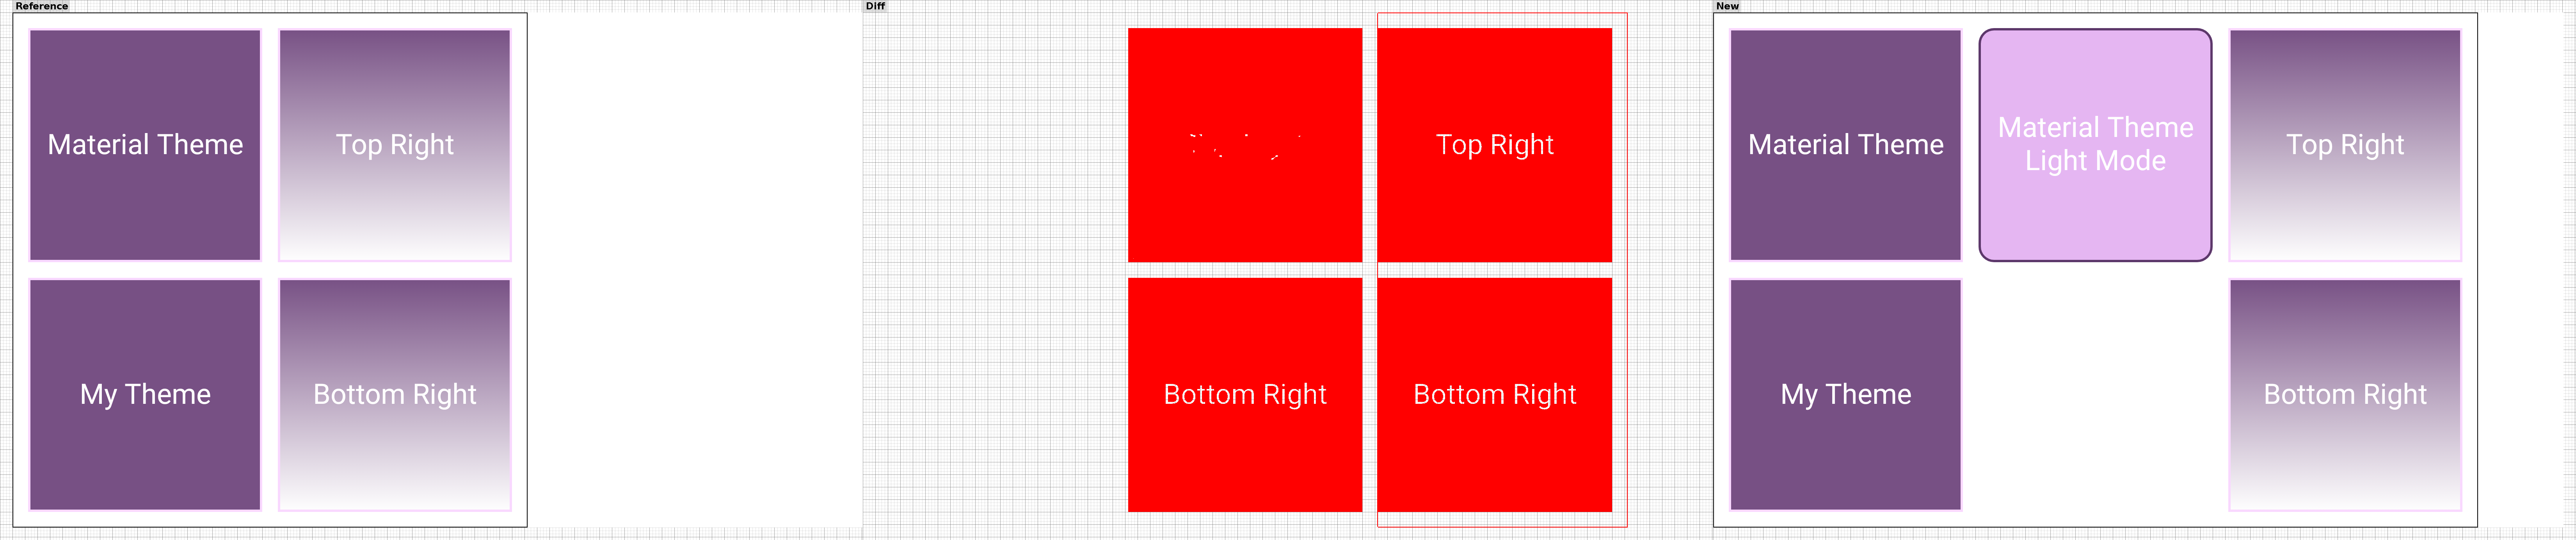 Reference
Material Theme
Top Right
My Theme
Bottom Right
Diff
Top Right
Bottom Right
Bottom Right
New
Material Theme
Material Theme
Light Mode
Top Right
My Theme
Bottom Right